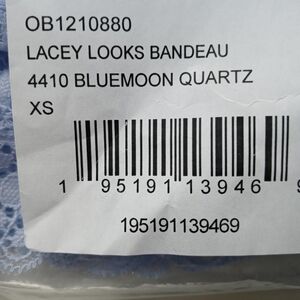 OB1210880
LACEY LOOKS BANDEAU
4410 BLUEMOON QUARTZ
XS
1 95191 13946 9
195191139469